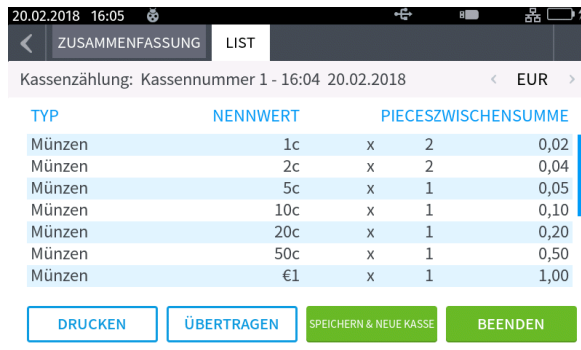 20.02.2018 16:05
ZUSAMMENFASSUNG LIST
Kassenzählung: Kassennummer 1 - 16:04 20.02.2018 < EUR >
TYP NENNWERT PIECESZWISCHENSUMME
Münzen 1c x 2 0,02
Münzen 2c x 2 0,04
Münzen 5c x 1 0,05
Münzen 10c x 1 0,10
Münzen 20c x 1 0,20
Münzen 50c x 1 0,50
Münzen €1 x 1 1,00
DRUCKEN ÜBERTRAGEN SPEICHERN & NEUE KASSE BEENDEN